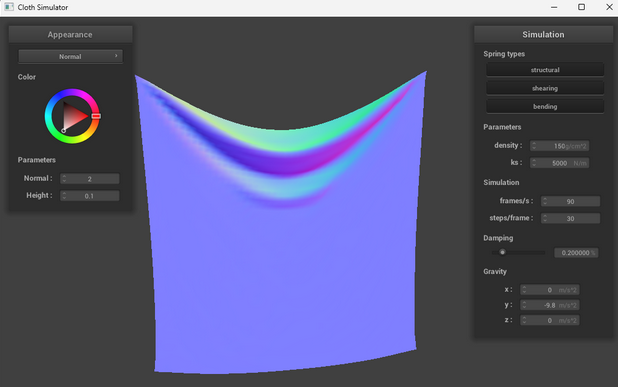 Cloth Simulator
Appearance
Normal
Color
Parameters
Normal : 2
Height : 0.1
Simulation
Spring types
structural
shearing
bending
Parameters
density : 150 g/cm^2
ks : 5000 N/m
Simulation
frames/s : 90
steps/frame : 30
Damping
0.200000 %
Gravity
x : 0 m/s^2
y : -9.8 m/s^2
z : 0 m/s^2